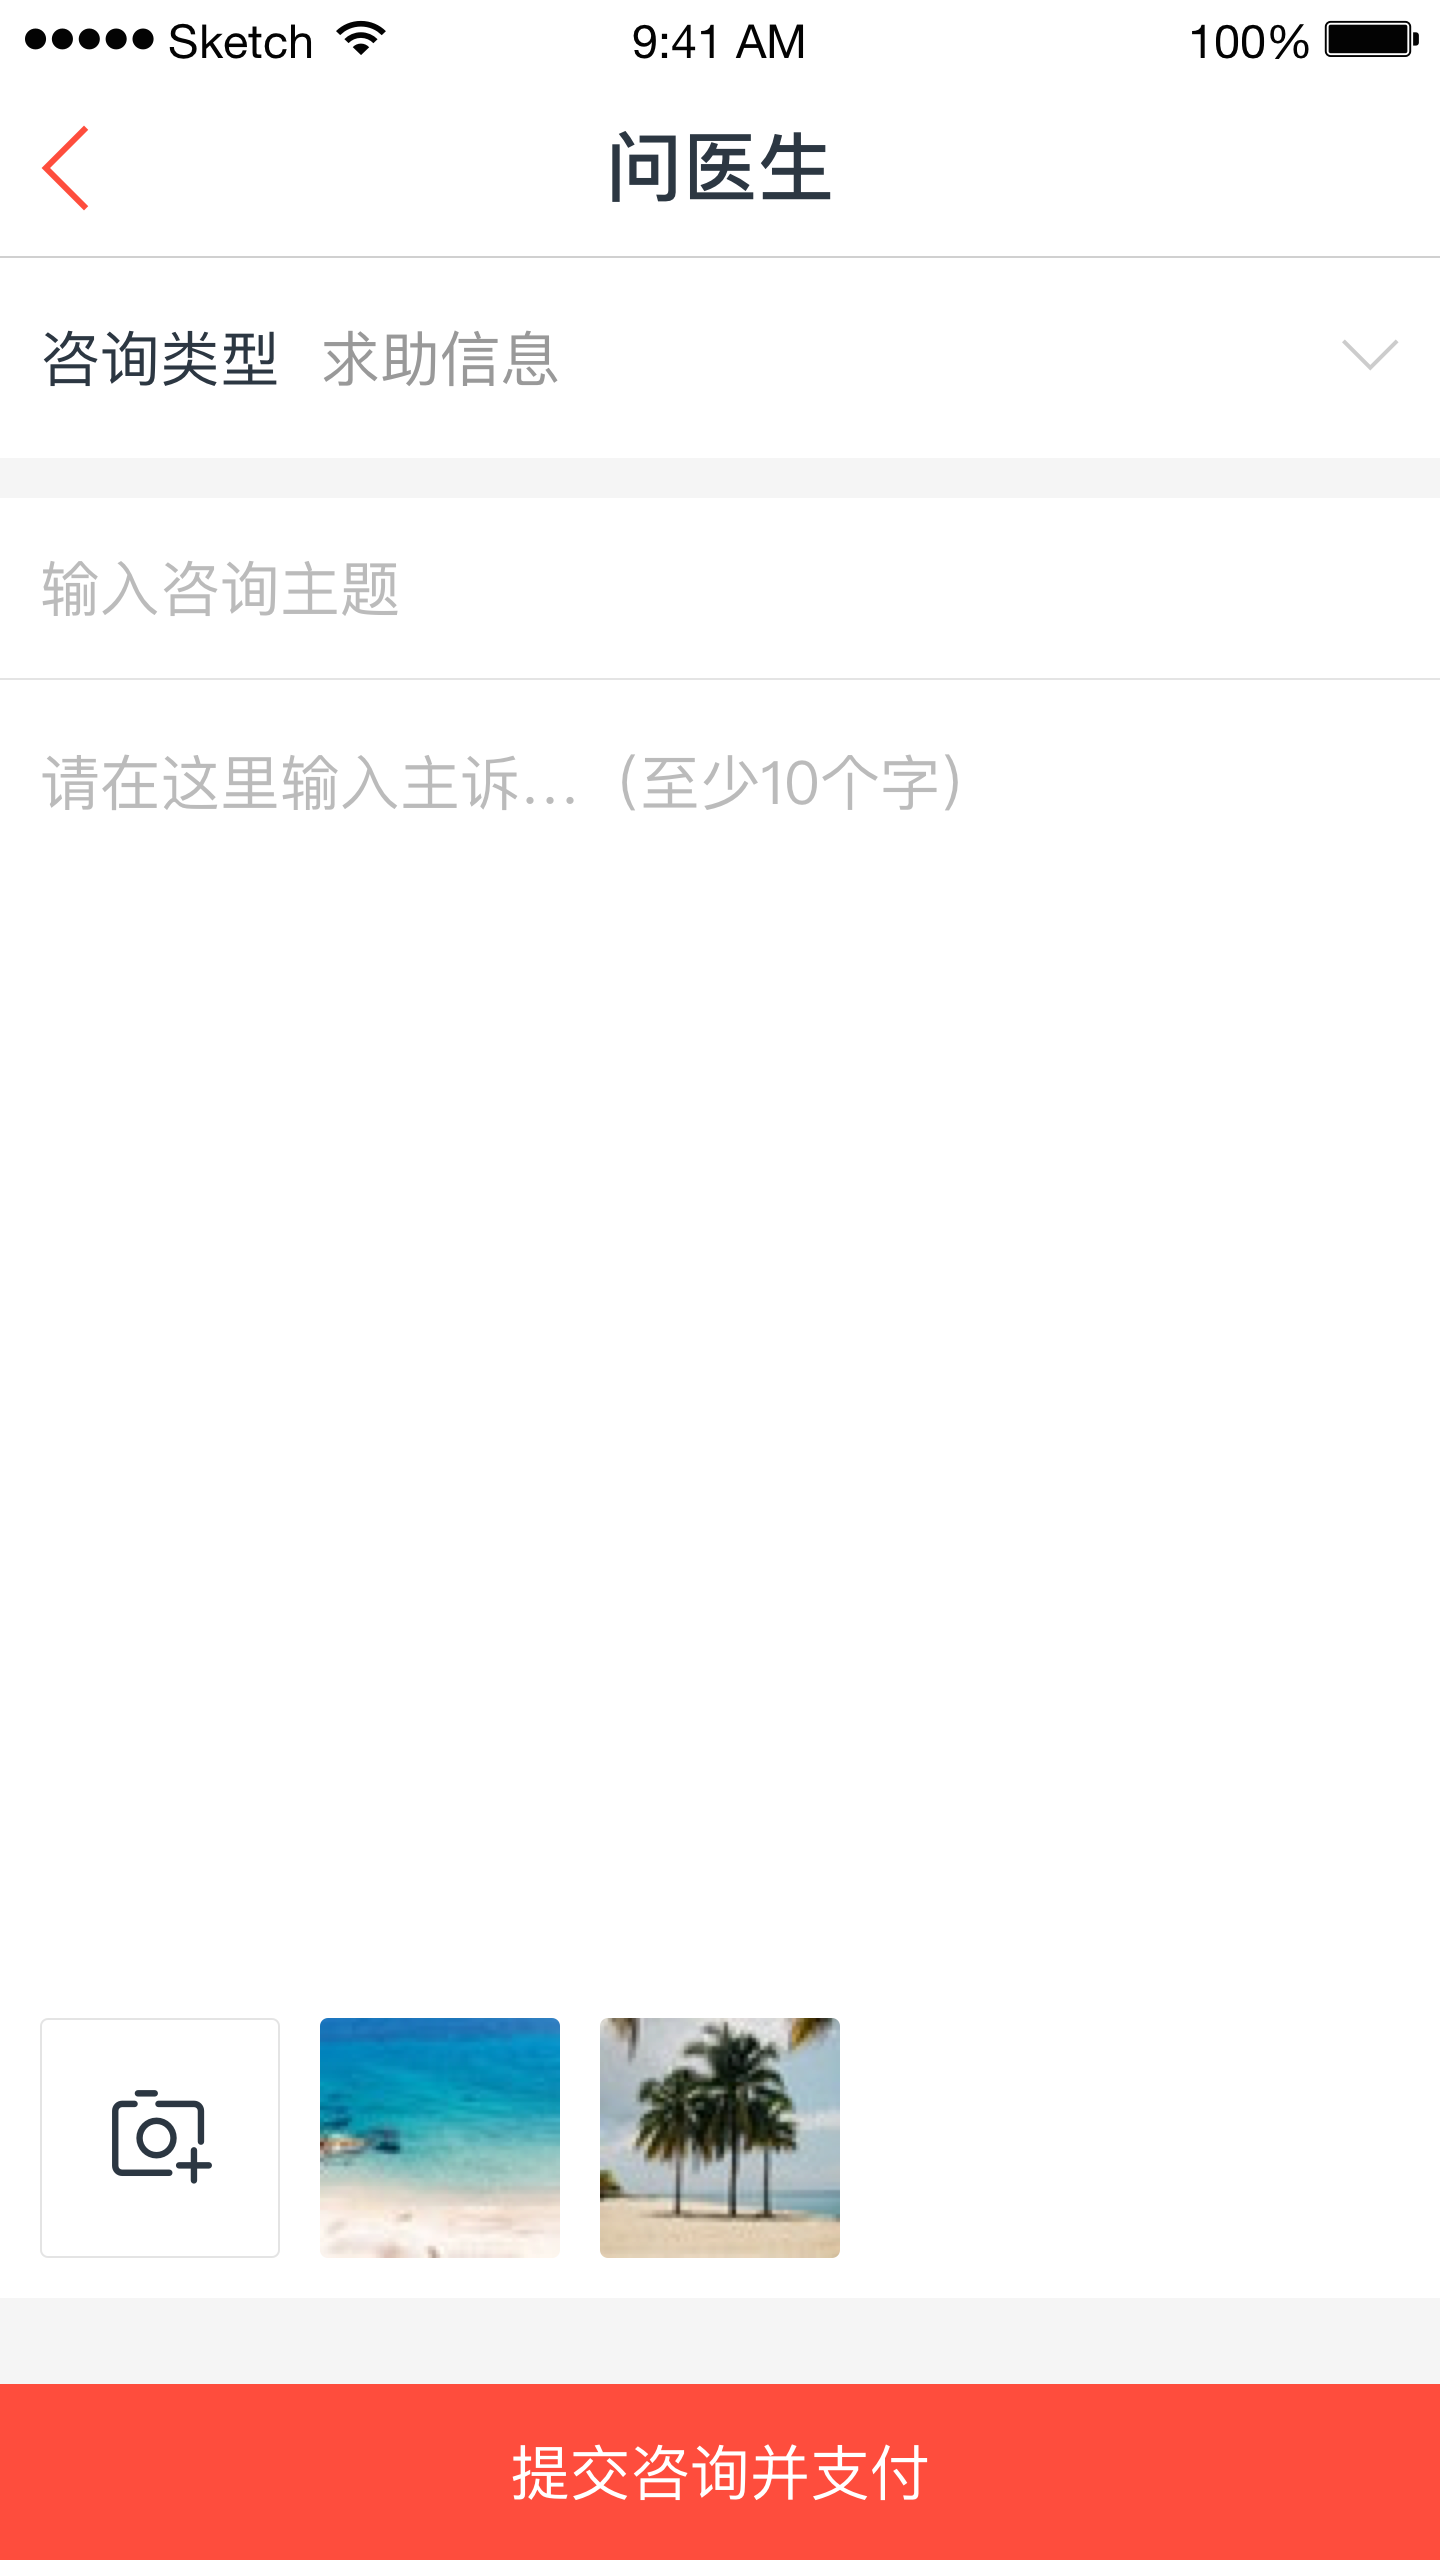 Sketch 9:41 AM 100%
问医生
咨询类型 求助信息
输入咨询主题
请在这里输入主诉...（至少10个字）
提交咨询并支付